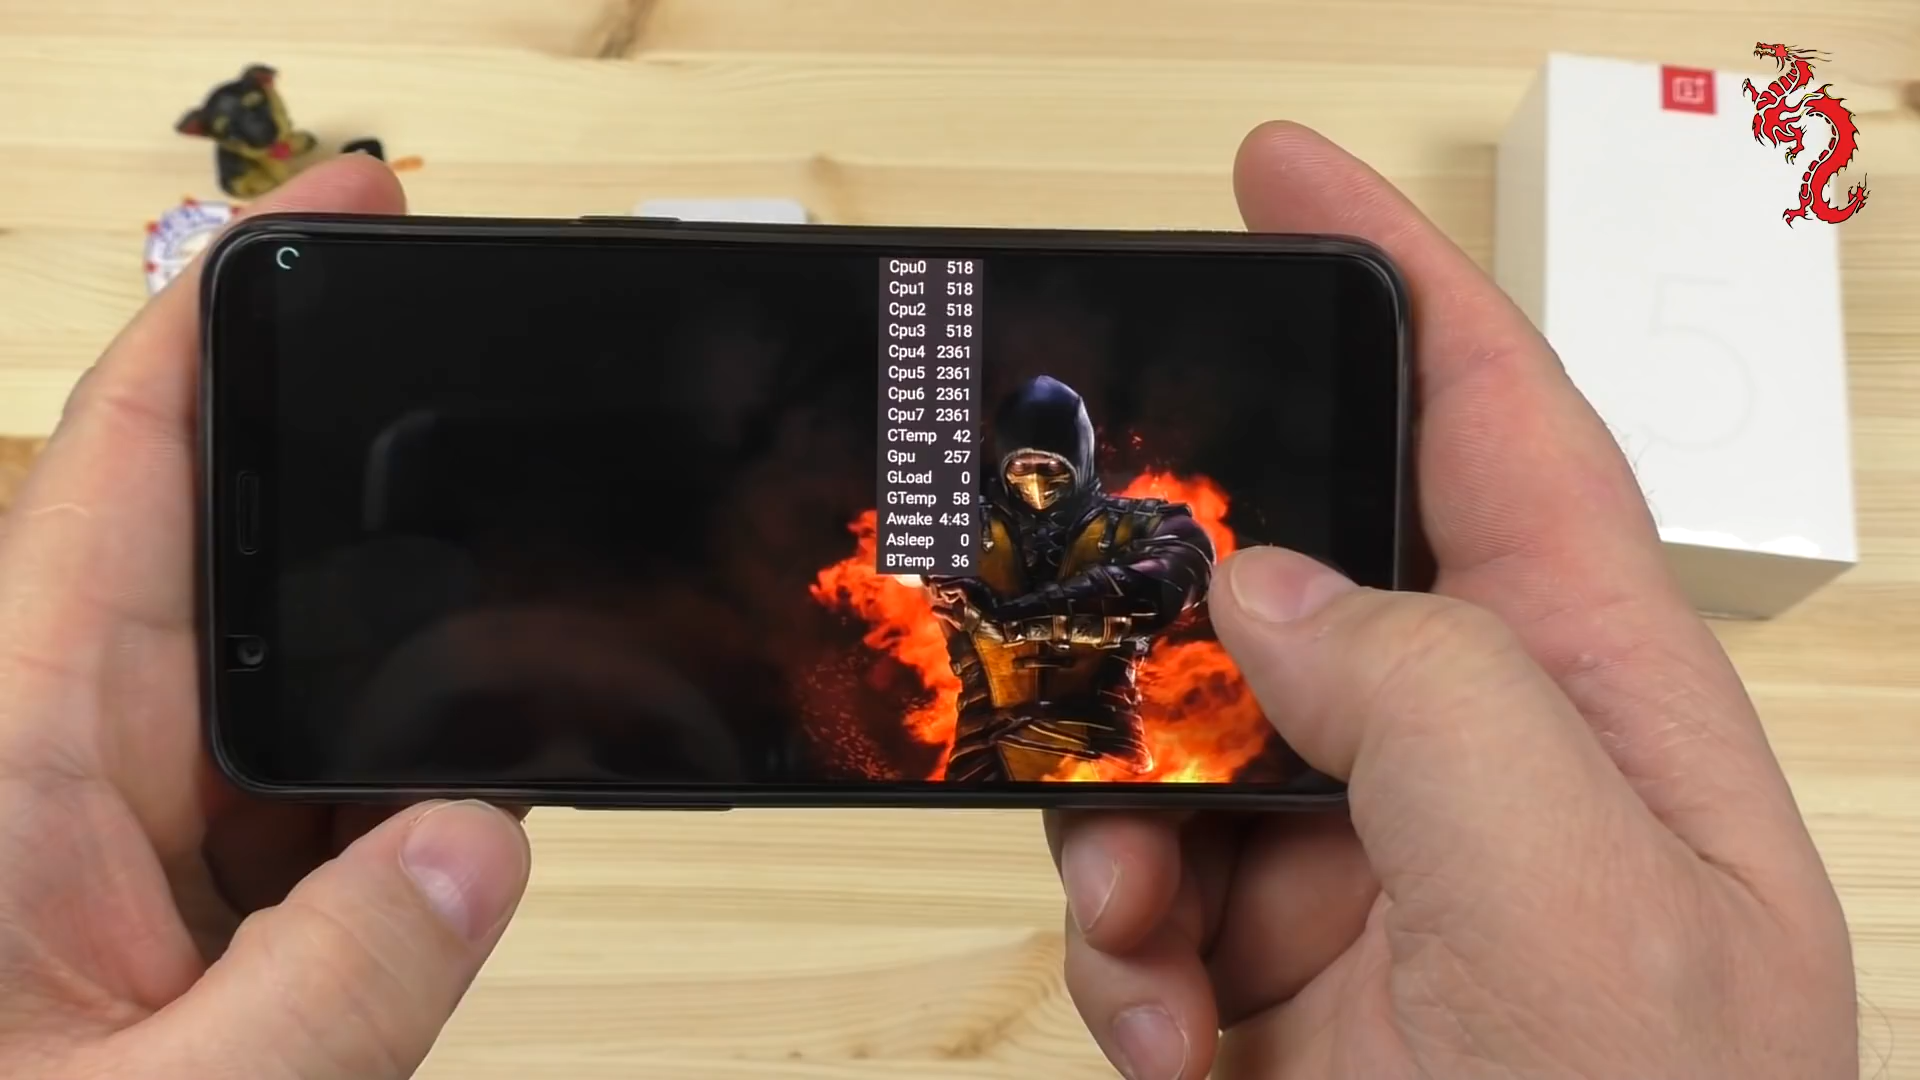 Cpu0 518
Cpu1 518
Cpu2 518
Cpu3 518
Cpu4 2361
Cpu5 2361
Cpu6 2361
Cpu7 2361
CTemp 42
Gpu 257
GLoad 0
GTemp 58
Awake 4:43
Asleep 0
BTemp 36
5